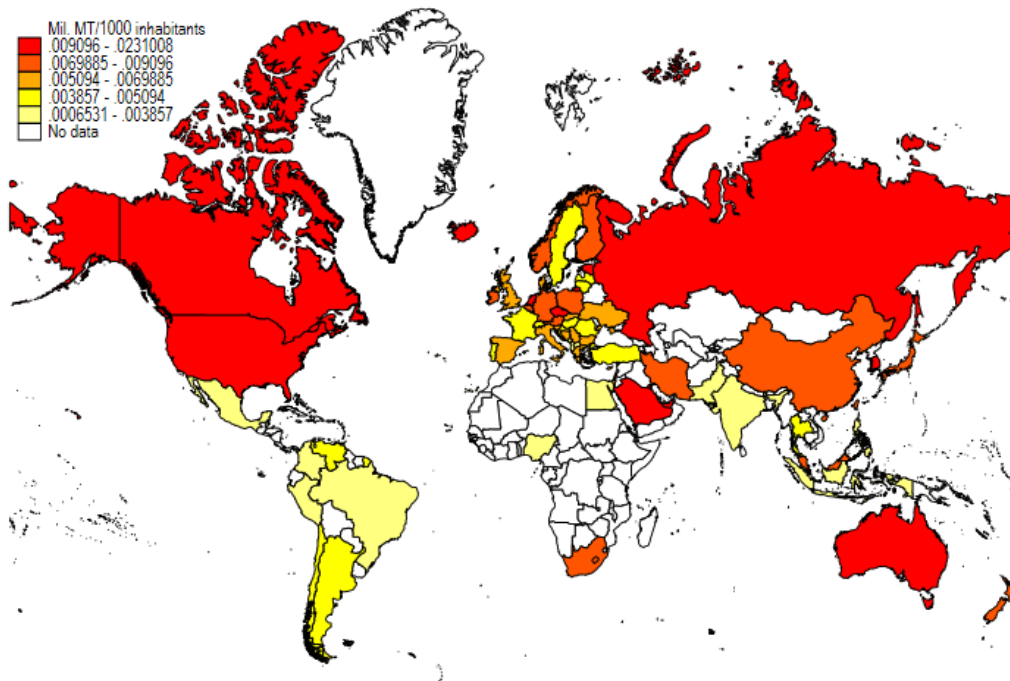 Mil. MT/1000 inhabitants
.009096 - .0231008
.0069885 - .009096
.005094 - .0069885
.003857 - .005094
.0006531 - .003857
No data